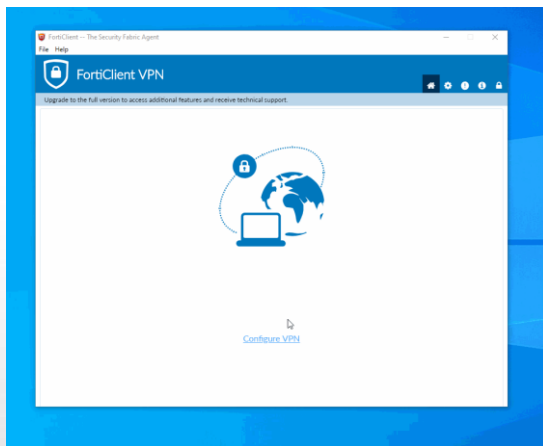 FortiClient -- The Security Fabric Agent
File Help
FortiClient VPN
Upgrade to the full version to access additional features and receive technical support.
Configure VPN